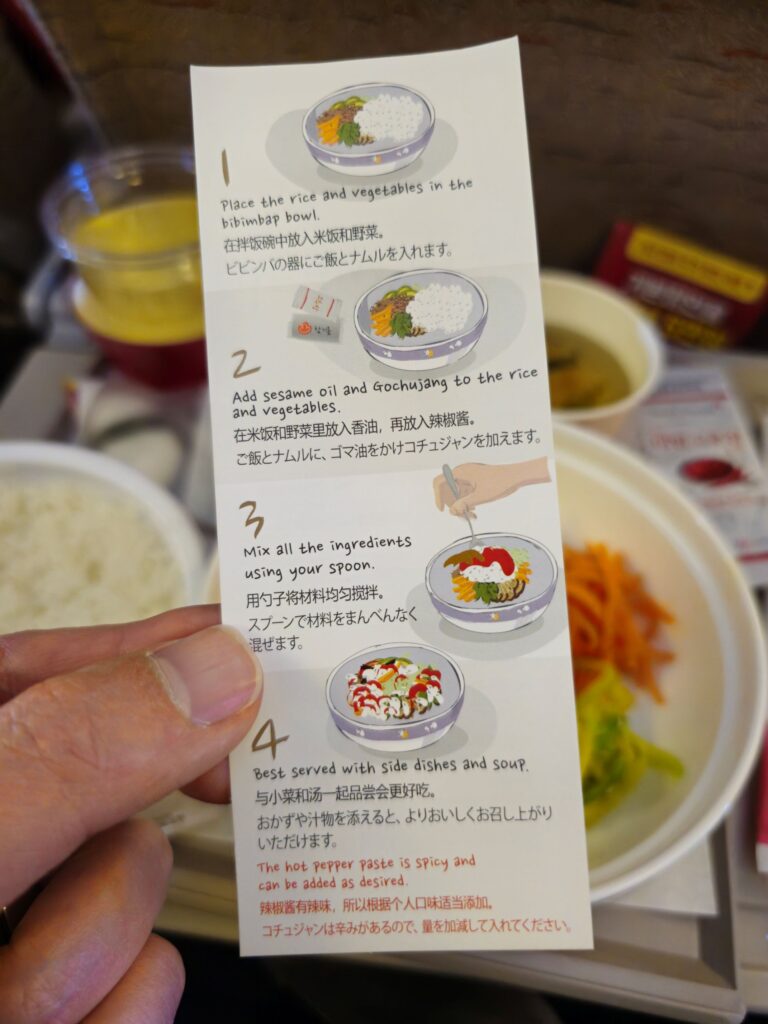 1
Place the rice and vegetables in the
bibimbap bowl.
在拌饭碗中放入米饭和野菜。
ビビンバの器にご飯とナムルを入れます。
2
Add sesame oil and Gochujang to the rice
and vegetables.
在米饭和野菜里放入香油，再放入辣椒酱。
ご飯とナムルに、ゴマ油をかけコチュジャンを加えます。
3
Mix all the ingredients
using your spoon.
用勺子将材料均匀搅拌。
スプーンで材料をまんべんなく
混ぜます。
4
Best served with side dishes and soup.
与小菜和汤一起品尝会更好吃。
おかずや汁物を添えると、よりおいしくお召し上がり
いただけます。
The hot pepper paste is spicy and
can be added as desired.
辣椒酱有辣味，所以根据个人口味适当添加。
コチュジャンは辛みがあるので、量を加減して入れてください。